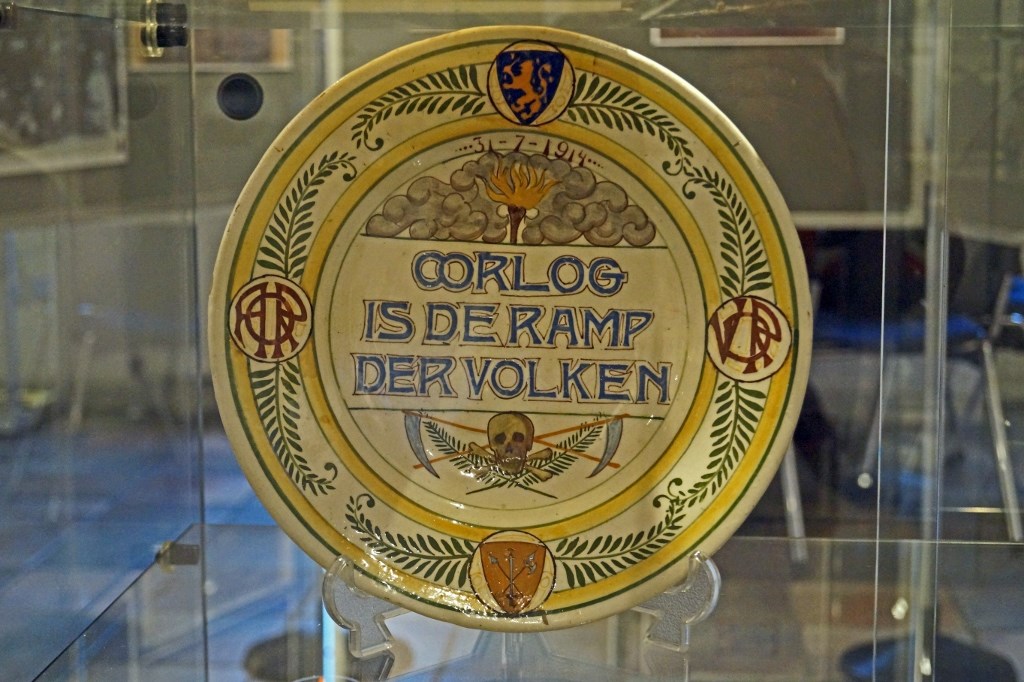 ...31-7-1914...
OORLOG
IS DE RAMP
DER VOLKEN